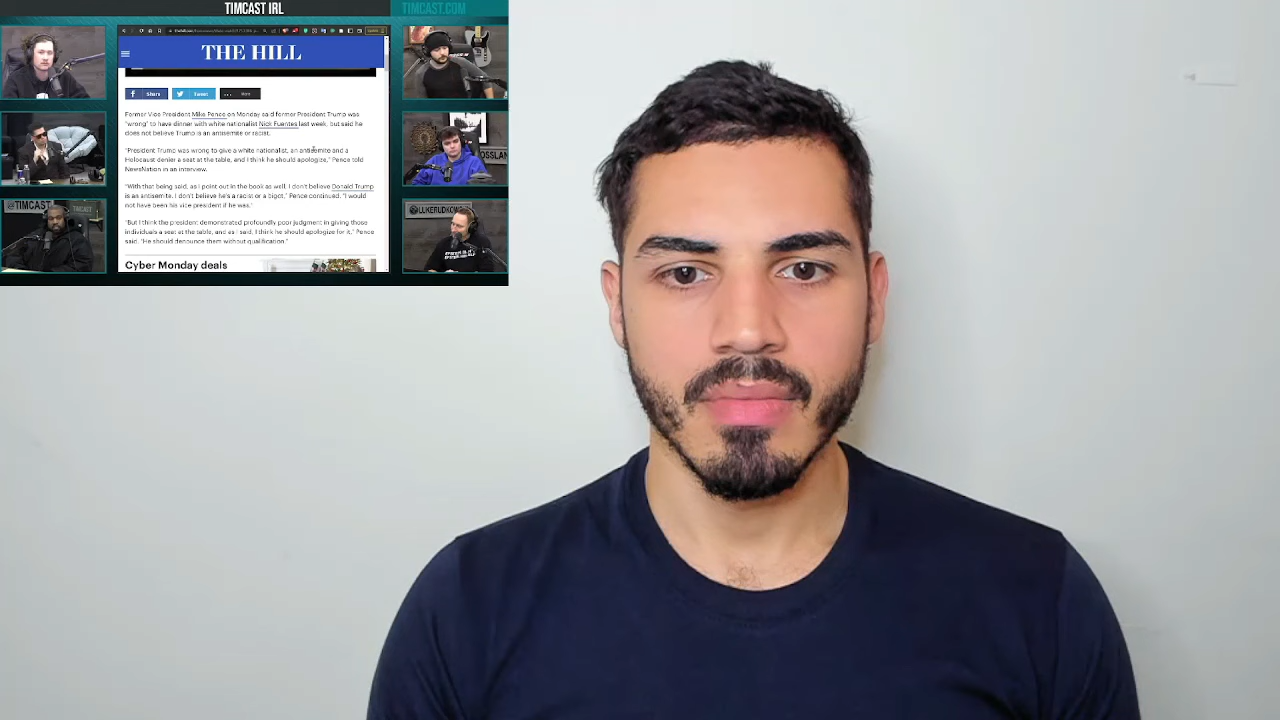 TIMCAST IRL
TIMCAST.COM
THE HILL
Share
Tweet
More
Former Vice President Mike Pence on Monday said former President Trump was
"wrong" to have dinner with white nationalist Nick Fuentes last week, but said he
does not believe Trump is an antisemite or racist.
"President Trump was wrong to give a white nationalist, an antisemite and a
Holocaust denier a seat at the table, and I think he should apologize," Pence told
NewsNation in an interview.
"With that being said, as I point out in the book as well, I don't believe Donald Trump
is an antisemite. I don't believe he's a racist or a bigot," Pence continued. "I would
not have been his vice president if he was."
"But I think the president demonstrated profoundly poor judgment in giving those
individuals a seat at the table, and as I said, I think he should apologize for it," Pence
said. "He should denounce them without qualification."
Cyber Monday deals
@TIMCAST
OSSLAN
@LUKERUDKOWS